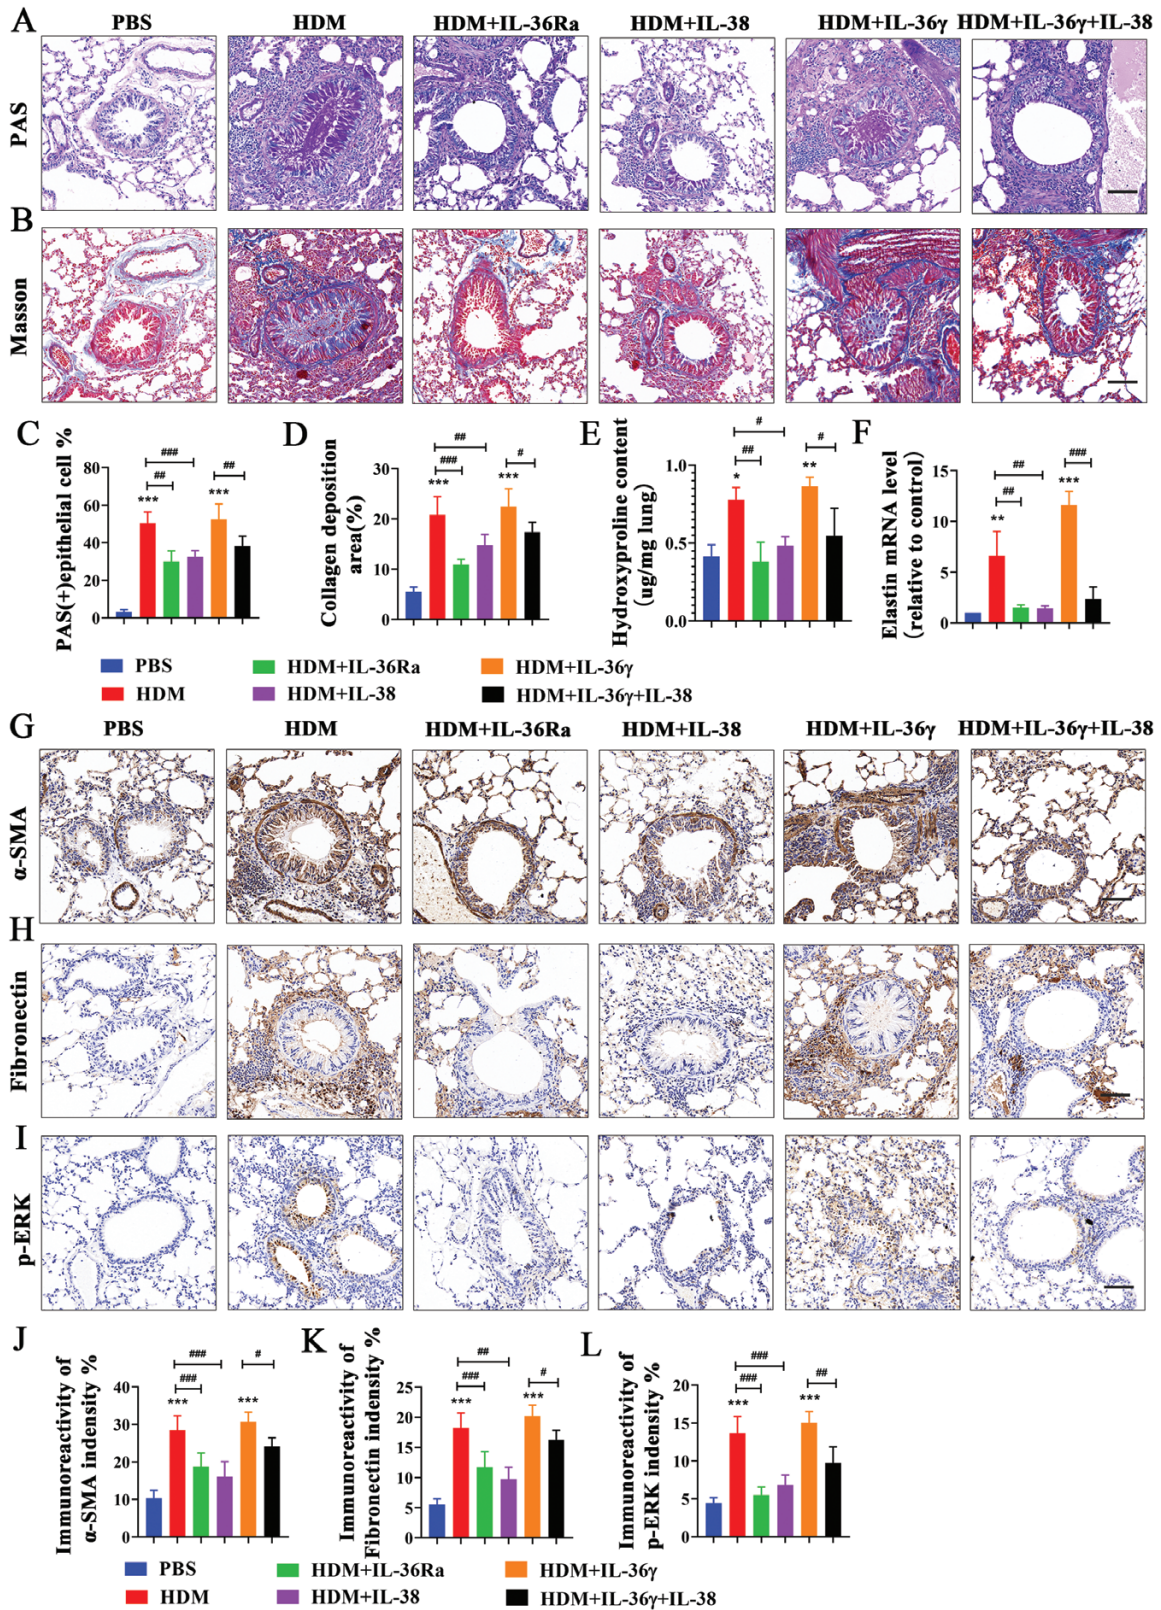 A PBS HDM HDM+IL-36Ra HDM+IL-38 HDM+IL-36γ HDM+IL-36γ+IL-38
PAS
B
Masson
C
PAS(+)epithelial cell %
80
60
40
20
0
***
##
###
***
##
D
Collagen deposition
area(%)
30
20
10
0
***
###
##
***
#
E
Hydroxyproline content
(ug/mg lung)
1.0
0.5
0.0
*
##
#
**
#
F
Elastin mRNA level
(relative to control)
15
10
5
0
**
##
##
***
###
PBS HDM+IL-36Ra HDM+IL-36γ
HDM HDM+IL-38 HDM+IL-36γ+IL-38
G PBS HDM HDM+IL-36Ra HDM+IL-38 HDM+IL-36γ HDM+IL-36γ+IL-38
α-SMA
H
Fibronectin
I
p-ERK
J
Immunoreactivity of
α-SMA indensity %
40
30
20
10
0
***
###
###
***
#
K
Immunoreactivity of
Fibronectin indensity %
25
20
15
10
5
0
***
###
##
***
#
L
Immunoreactivity of
p-ERK indensity %
20
15
10
5
0
***
###
###
***
##
PBS HDM+IL-36Ra HDM+IL-36γ
HDM HDM+IL-38 HDM+IL-36γ+IL-38